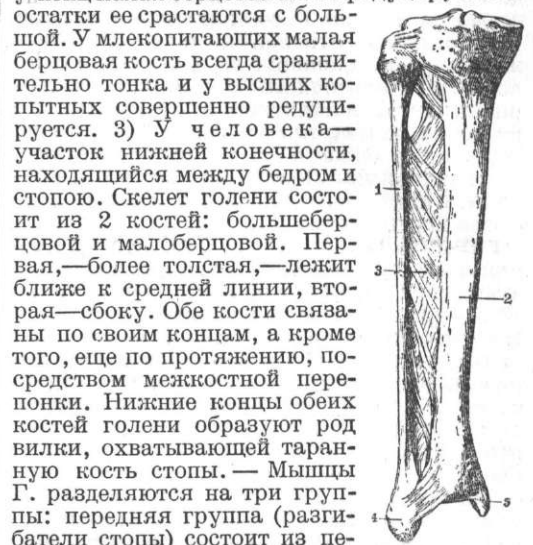 остатки ее срастаются с боль-
шой. У млекопитающих малая
берцовая кость всегда сравни-
тельно тонка и у высших ко-
пытных совершенно редуци-
руется. 3) У человека—
участок нижней конечности,
находящийся между бедром и
стопою. Скелет голени состо-
ит из 2 костей: большебер-
цовой и малоберцовой. Пер-
вая,—более толстая,—лежит
ближе к средней линии, вто-
рая—сбоку. Обе кости связа-
ны по своим концам, а кроме
того, еще по протяжению, по-
средством межкостной пере-
понки. Нижние концы обеих
костей голени образуют род
вилки, охватывающей таран-
ную кость стопы. — Мышцы
Г. разделяются на три груп-
пы: передняя группа (разги-
батели стопы) состоит из пе-
1
3
2
5
4